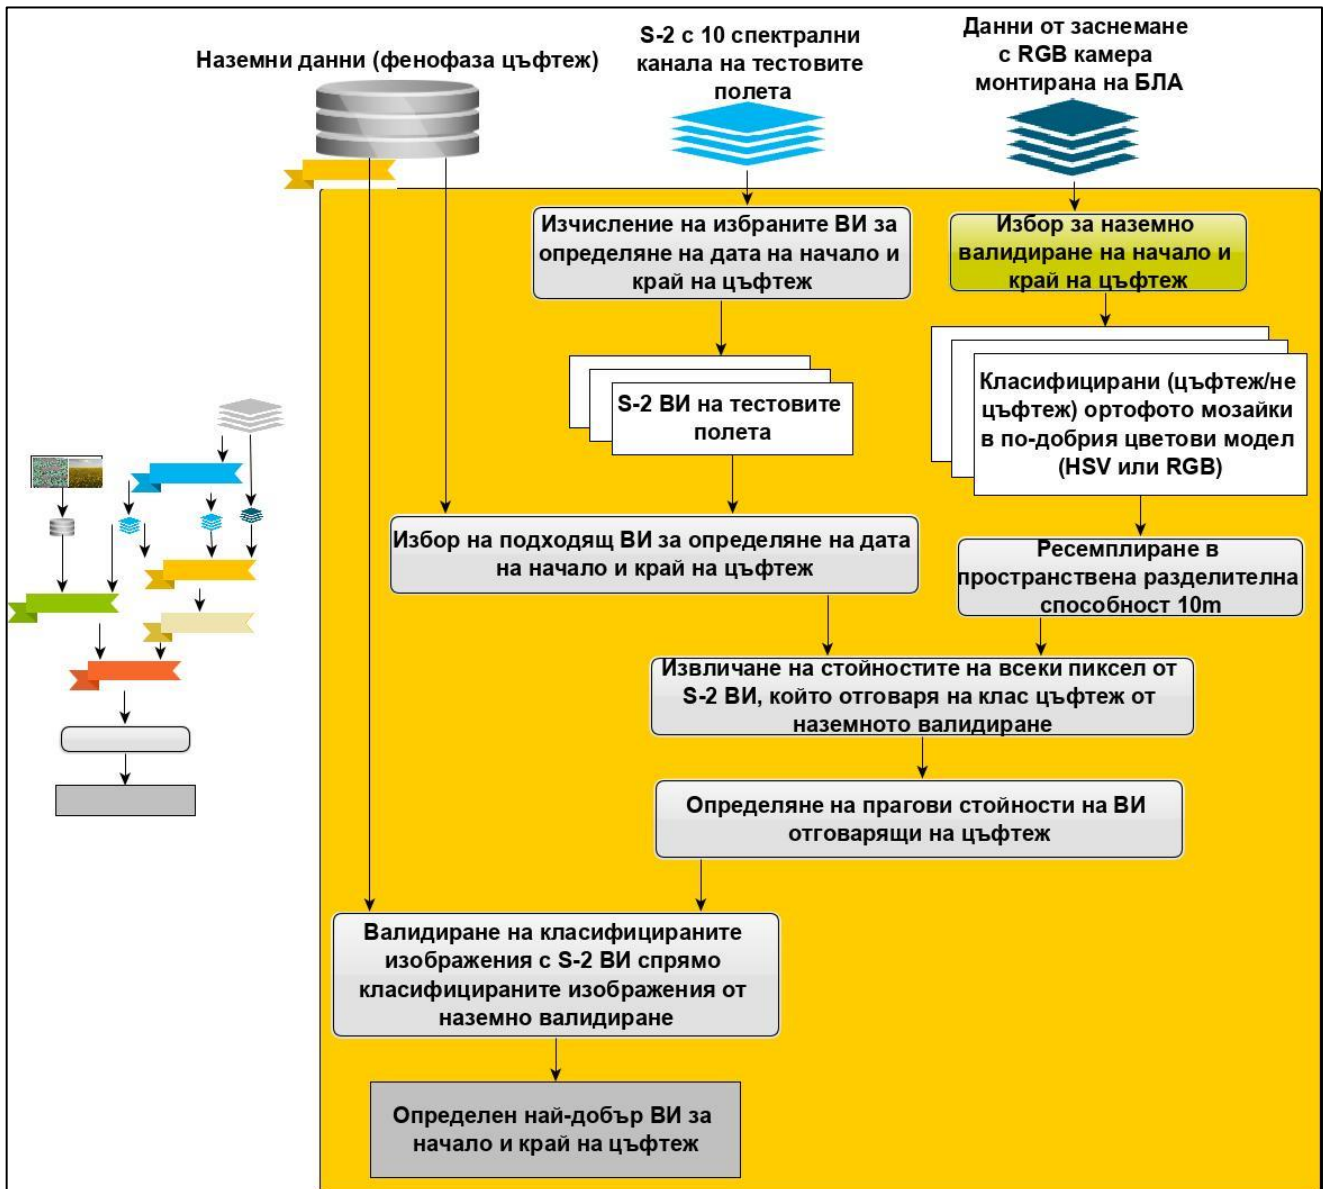 Наземни данни (фенофаза цъфтеж)
S-2 с 10 спектрални
канала на тестовите
полета
Данни от заснемане
с RGB камера
монтирана на БЛА
Изчисление на избраните ВИ за
определяне на дата на начало и
край на цъфтеж
Избор за наземно
валидиране на начало и
край на цъфтеж
S-2 ВИ на тестовите
полета
Класифицирани (цъфтеж/не
цъфтеж) ортофото мозайки
в по-добрия цветови модел
(HSV или RGB)
Избор на подходящ ВИ за определяне на дата
на начало и край на цъфтеж
Ресемплиране в
пространствена разделителна
способност 10m
Извличане на стойностите на всеки пиксел от
S-2 ВИ, който отговаря на клас цъфтеж от
наземното валидиране
Определяне на прагови стойности на ВИ
отговарящи на цъфтеж
Валидиране на класифицираните
изображения с S-2 ВИ спрямо
класифицираните изображения от
наземно валидиране
Определен най-добър ВИ за
начало и край на цъфтеж